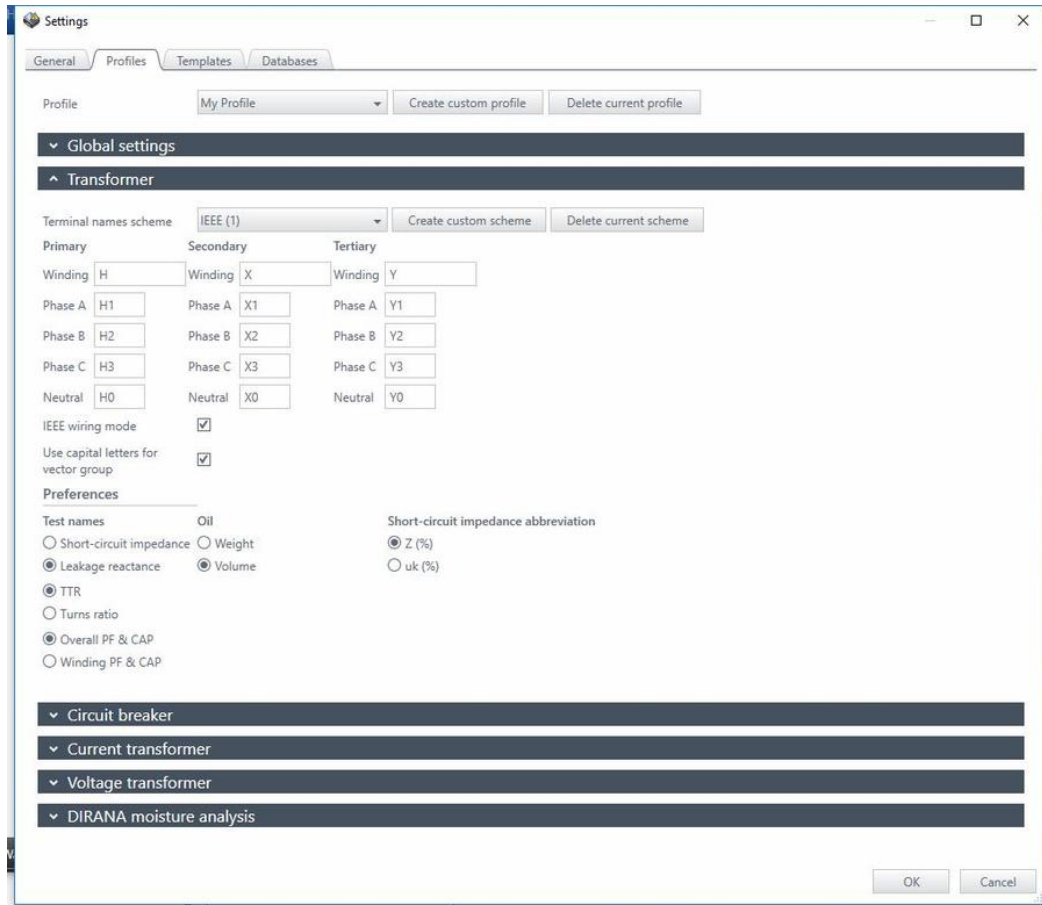 Settings
General Profiles Templates Databases
Profile My Profile Create custom profile Delete current profile
Global settings
Transformer
Terminal names scheme IEEE (1) Create custom scheme Delete current scheme
Primary Secondary Tertiary
Winding H Winding X Winding Y
Phase A H1 Phase A X1 Phase A Y1
Phase B H2 Phase B X2 Phase B Y2
Phase C H3 Phase C X3 Phase C Y3
Neutral H0 Neutral X0 Neutral Y0
IEEE wiring mode
Use capital letters for
vector group
Preferences
Test names Oil Short-circuit impedance abbreviation
Short-circuit impedance Weight Z (%)
Leakage reactance Volume uk (%)
TTR
Turns ratio
Overall PF & CAP
Winding PF & CAP
Circuit breaker
Current transformer
Voltage transformer
DIRANA moisture analysis
OK Cancel